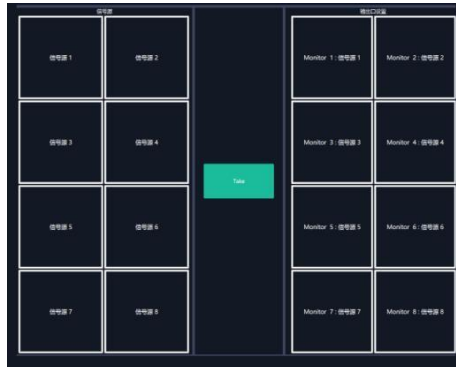 信号源
信号源 1
信号源 2
信号源 3
信号源 4
信号源 5
信号源 6
信号源 7
信号源 8
Take
输出口设置
Monitor 1 : 信号源 1
Monitor 2 : 信号源 2
Monitor 3 : 信号源 3
Monitor 4 : 信号源 4
Monitor 5 : 信号源 5
Monitor 6 : 信号源 6
Monitor 7 : 信号源 7
Monitor 8 : 信号源 8